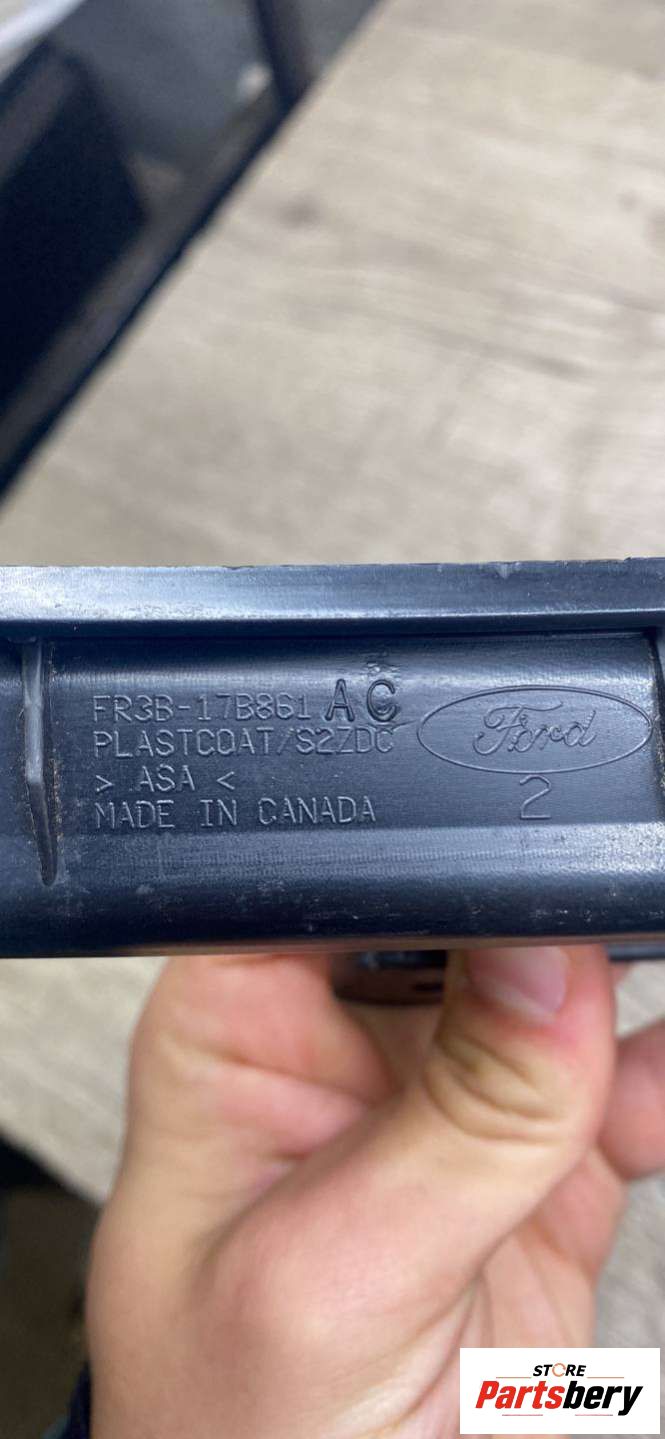 FR3B-17B861 AC
PLASTCOAT/S2ZDC
> ASA <
MADE IN CANADA
Ford
2
STORE
Partsbery